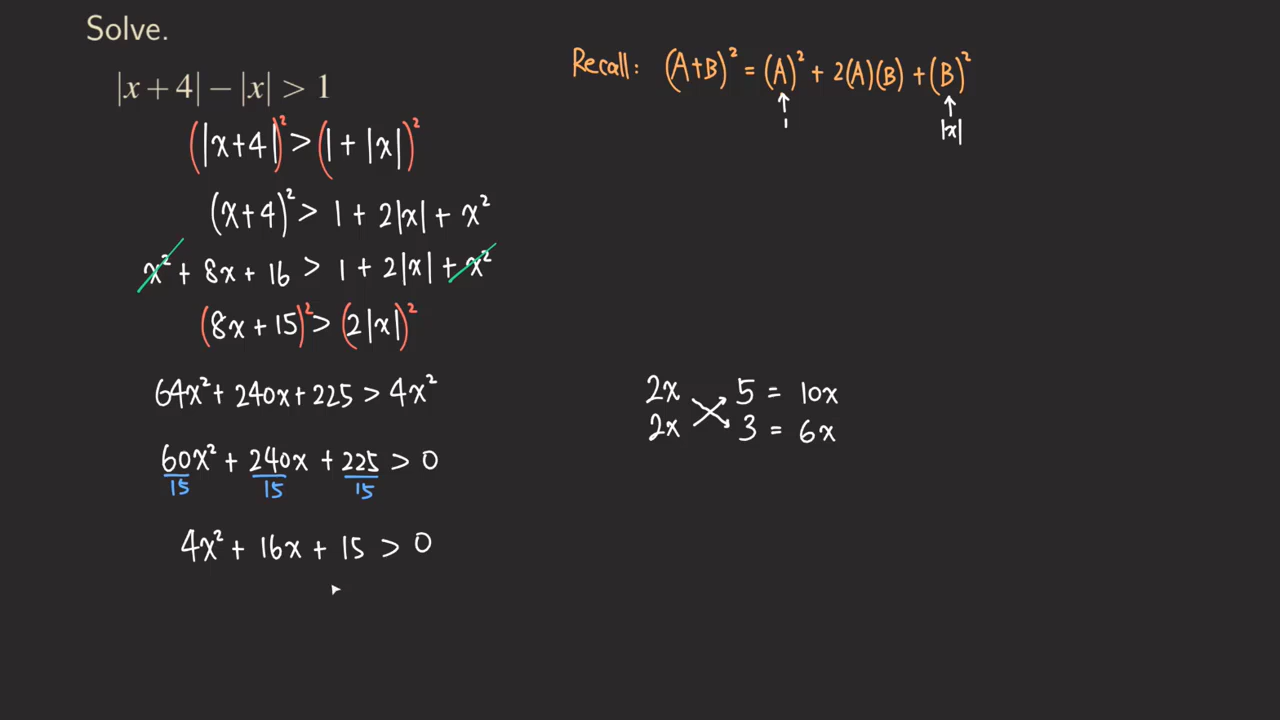 Solve.
|x + 4| − |x| > 1
(|x+4|)² > (1 + |x|)²
(x+4)² > 1 + 2|x| + x²
x² + 8x + 16 > 1 + 2|x| + x²
(8x + 15)² > (2|x|)²
64x² + 240x + 225 > 4x²
60x² + 240x + 225 > 0
15 15 15
4x² + 16x + 15 > 0
Recall: (A+B)² = (A)² + 2(A)(B) + (B)²
↑ ↑
1 |x|
2x 5 = 10x
2x 3 = 6x